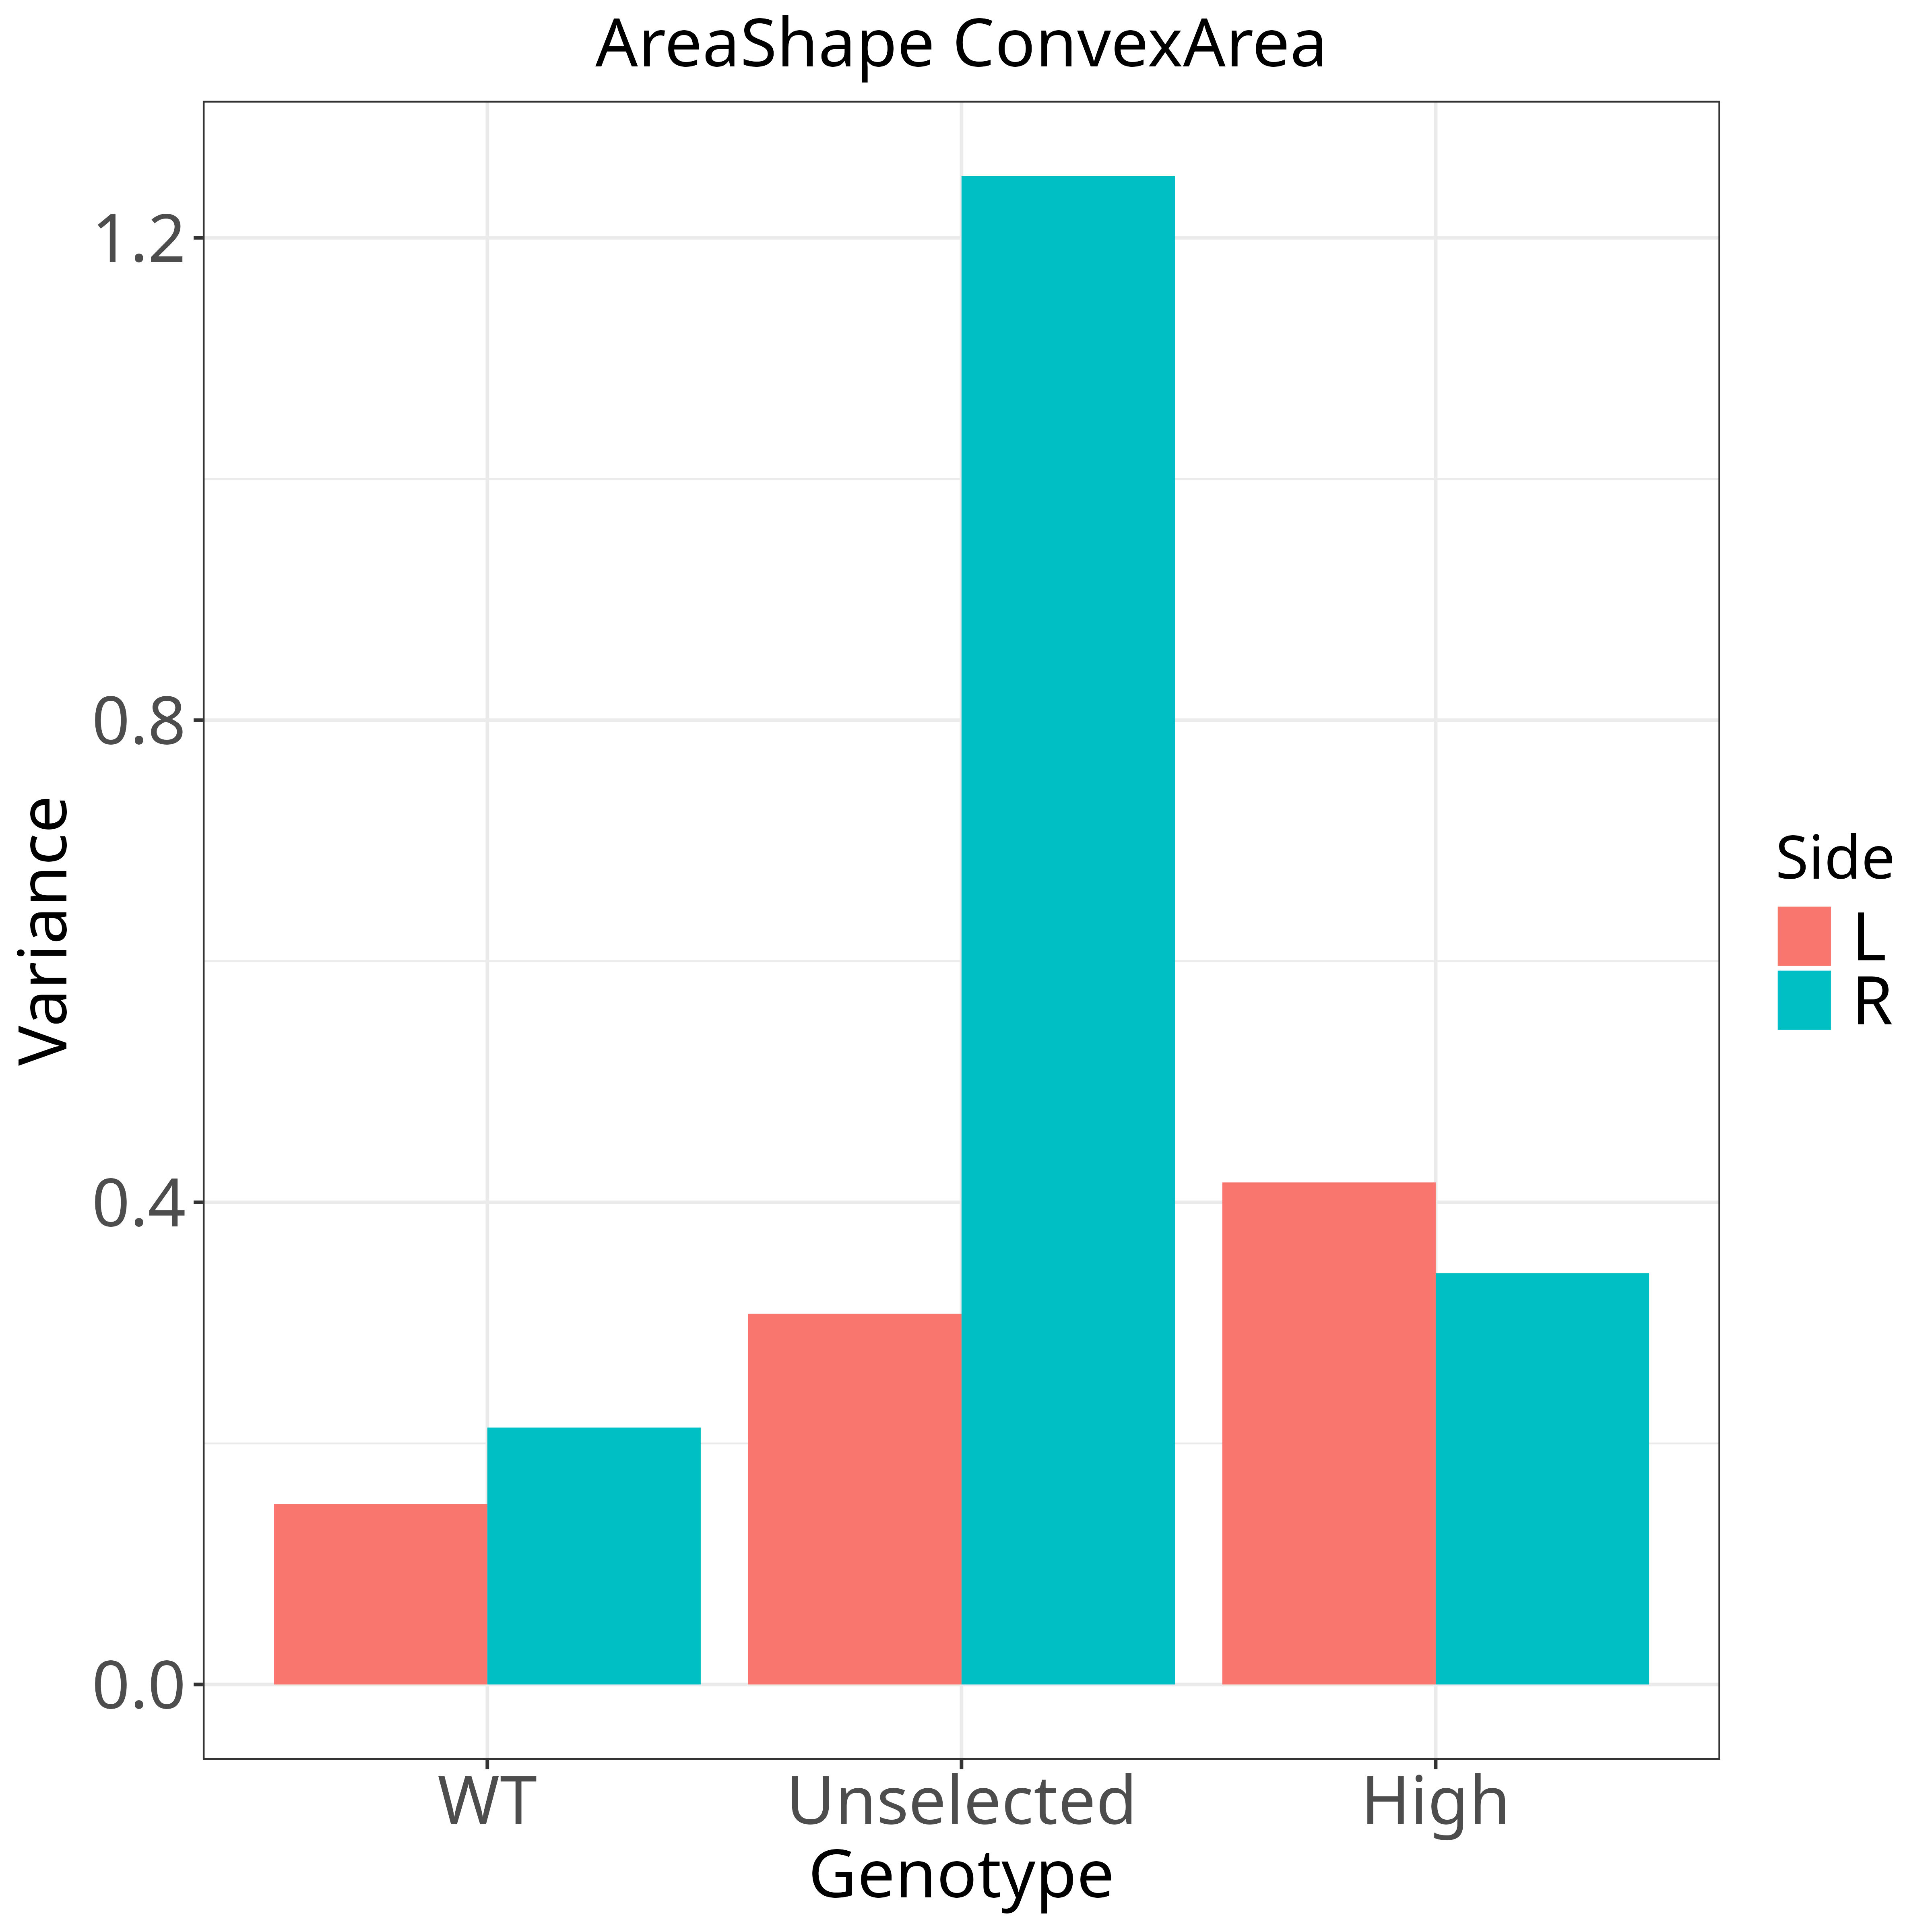 AreaShape ConvexArea
1.2
0.8
0.4
0.0
Variance
WT Unselected High
Genotype
Side
L
R